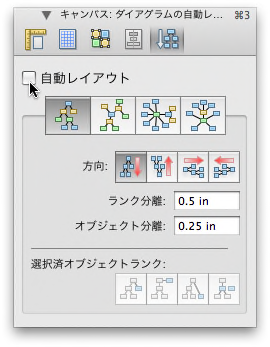 ▼ キャンバス: ダイアグラムの自動レ... ⌘3
自動レイアウト
方向:
ランク分離: 0.5 in
オブジェクト分離: 0.25 in
選択済オブジェクトランク: